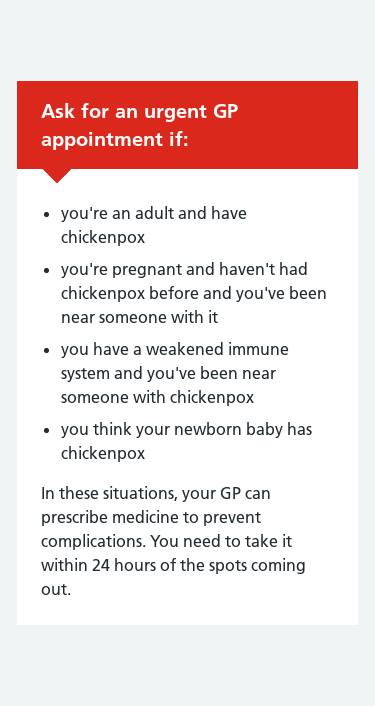 Ask for an urgent GP
appointment if:
• you're an adult and have
chickenpox
• you're pregnant and haven't had
chickenpox before and you've been
near someone with it
• you have a weakened immune
system and you've been near
someone with chickenpox
• you think your newborn baby has
chickenpox
In these situations, your GP can
prescribe medicine to prevent
complications. You need to take it
within 24 hours of the spots coming
out.